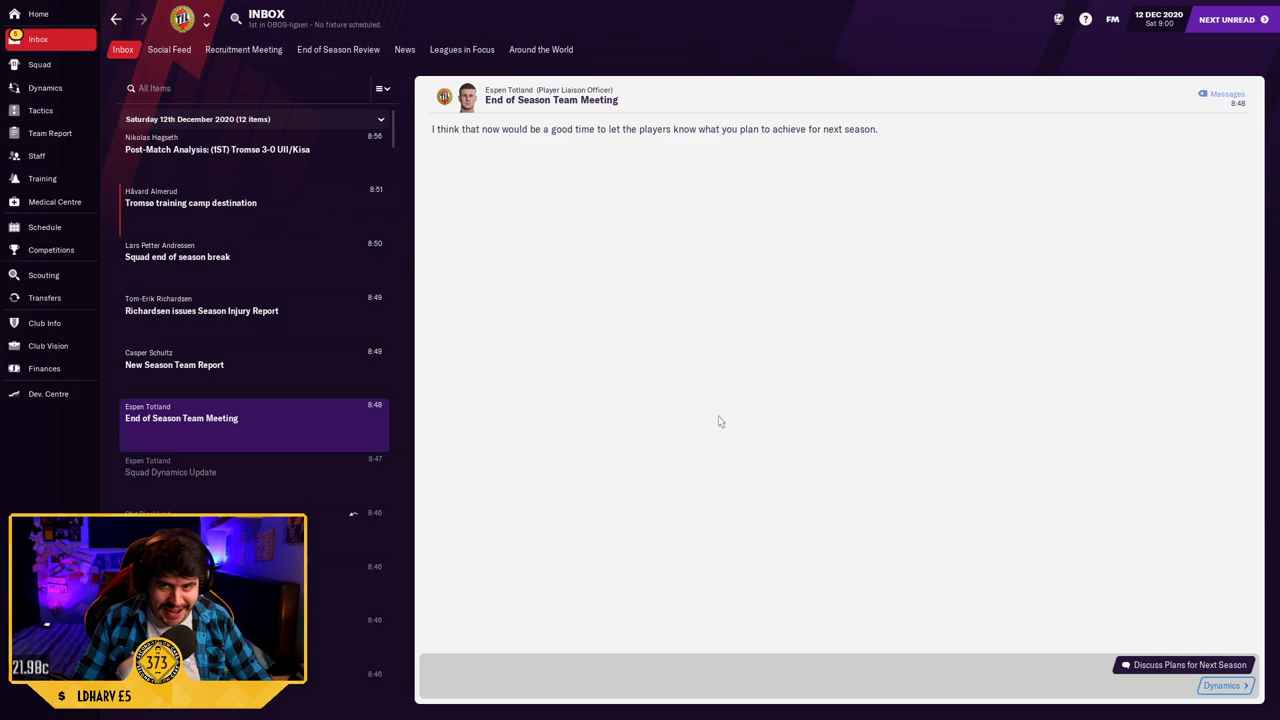 Home
INBOX
1st in OBOS-ligaen - No fixture scheduled.
FM
12 DEC 2020
Sat 9:00
NEXT UNREAD
5
Inbox
Squad
Dynamics
Tactics
Team Report
Staff
Training
Medical Centre
Schedule
Competitions
Scouting
Transfers
Club Info
Club Vision
Finances
Dev. Centre
Inbox
Social Feed
Recruitment Meeting
End of Season Review
News
Leagues in Focus
Around the World
All Items
Saturday 12th December 2020 (12 items)
Nikolas Høgseth
8:56
Post-Match Analysis: (1ST) Tromsø 3-0 Ull/Kisa
Håvard Almerud
8:51
Tromsø training camp destination
Lars Petter Andressen
8:50
Squad end of season break
Tom-Erik Richardsen
8:49
Richardsen issues Season Injury Report
Casper Schultz
8:49
New Season Team Report
Espen Totland
8:48
End of Season Team Meeting
Espen Totland
8:47
Squad Dynamics Update
8:46
8:46
8:46
8:46
Espen Totland (Player Liaison Officer)
End of Season Team Meeting
Messages
8:48
I think that now would be a good time to let the players know what you plan to achieve for next season.
Discuss Plans for Next Season
Dynamics
21.98c
373
$ LDHARY £5